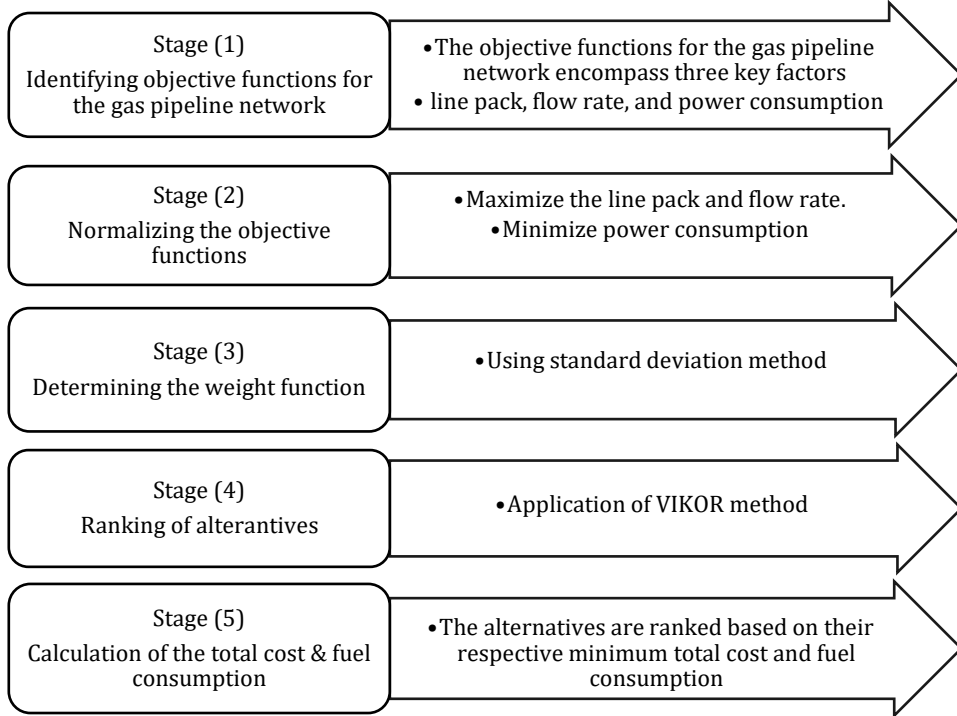 Stage (1)
Identifying objective functions for
the gas pipeline network
•The objective functions for the gas pipeline
network encompass three key factors
• line pack, flow rate, and power consumption
Stage (2)
Normalizing the objective
functions
•Maximize the line pack and flow rate.
•Minimize power consumption
Stage (3)
Determining the weight function
•Using standard deviation method
Stage (4)
Ranking of alterantives
•Application of VIKOR method
Stage (5)
Calculation of the total cost & fuel
consumption
•The alternatives are ranked based on their
respective minimum total cost and fuel
consumption